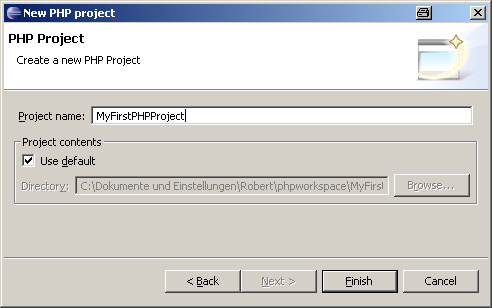 New PHP project
PHP Project
Create a new PHP Project
Project name: MyFirstPHPProject
Project contents
Use default
Directory: C:\Dokumente und Einstellungen\Robert\phpworkspace\MyFirst
Browse...
< Back
Next >
Finish
Cancel